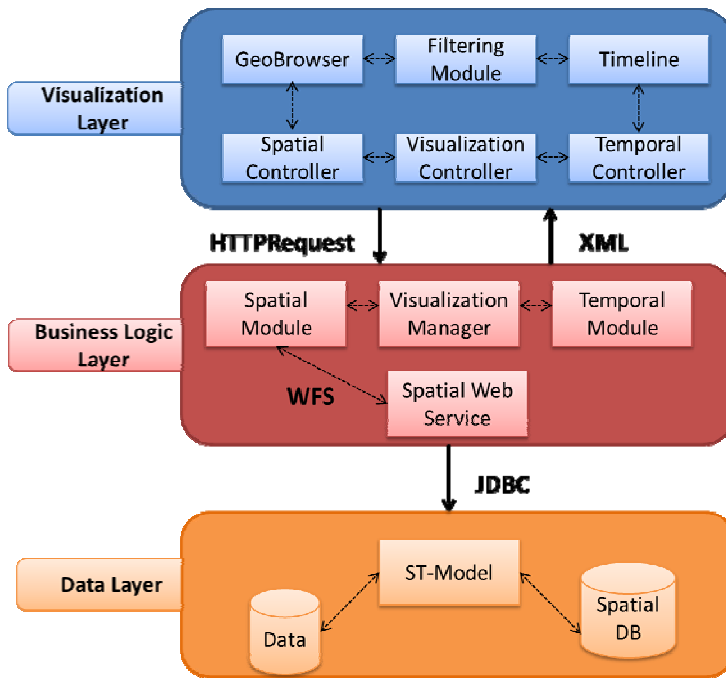 GeoBrowser
Filtering
Module
Timeline
Visualization
Layer
Spatial
Controller
Visualization
Controller
Temporal
Controller
HTTPRequest
XML
Spatial
Module
Visualization
Manager
Temporal
Module
Business Logic
Layer
WFS
Spatial Web
Service
JDBC
ST-Model
Data Layer
Data
Spatial
DB